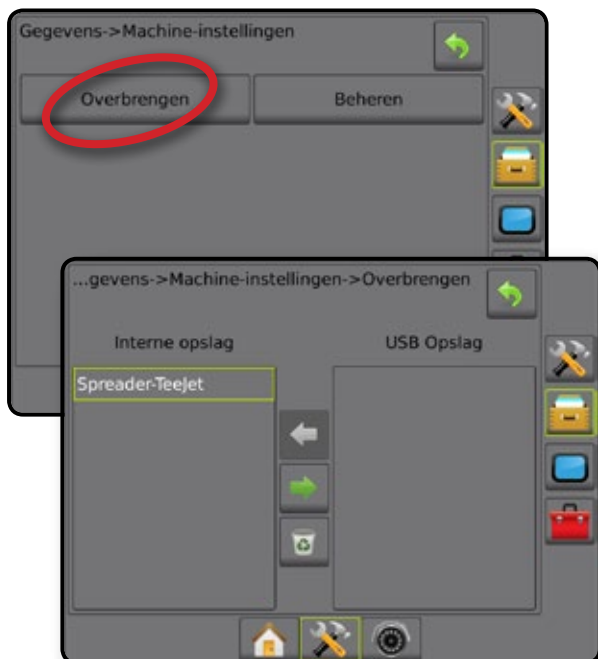 Gegevens->Machine-instellingen
Overbrengen
Beheren
...gevens->Machine-instellingen->Overbrengen
Interne opslag
USB Opslag
Spreader-TeeJet